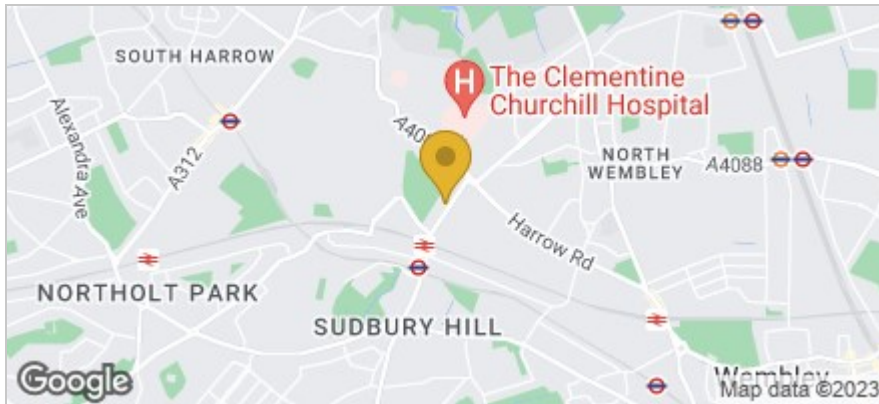 SOUTH HARROW
The Clementine
Churchill Hospital
H
Alexandra Ave
A312
NORTH
WEMBLEY
A4088
Harrow Rd
NORTHOLT PARK
SUDBURY HILL
Wembley
Google
Map data ©2023